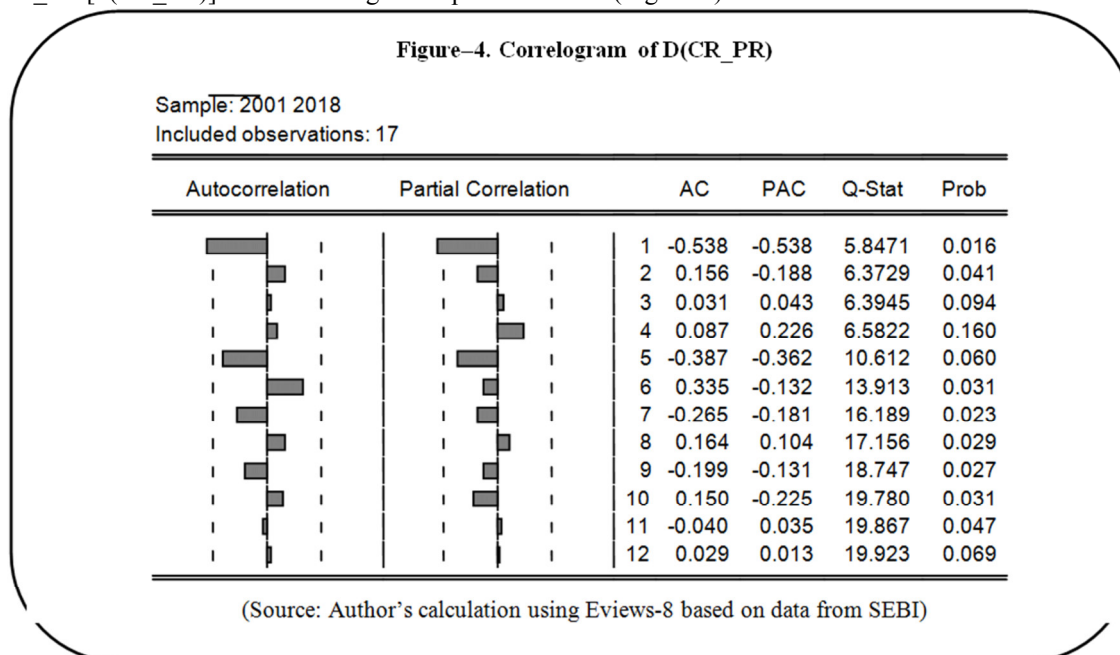 Figure–4. Correlogram of D(CR_PR)
Sample: 2001 2018
Included observations: 17
Autocorrelation Partial Correlation AC PAC Q-Stat Prob
1 -0.538 -0.538 5.8471 0.016
2 0.156 -0.188 6.3729 0.041
3 0.031 0.043 6.3945 0.094
4 0.087 0.226 6.5822 0.160
5 -0.387 -0.362 10.612 0.060
6 0.335 -0.132 13.913 0.031
7 -0.265 -0.181 16.189 0.023
8 0.164 0.104 17.156 0.029
9 -0.199 -0.131 18.747 0.027
10 0.150 -0.225 19.780 0.031
11 -0.040 0.035 19.867 0.047
12 0.029 0.013 19.923 0.069
(Source: Author's calculation using Eviews-8 based on data from SEBI)